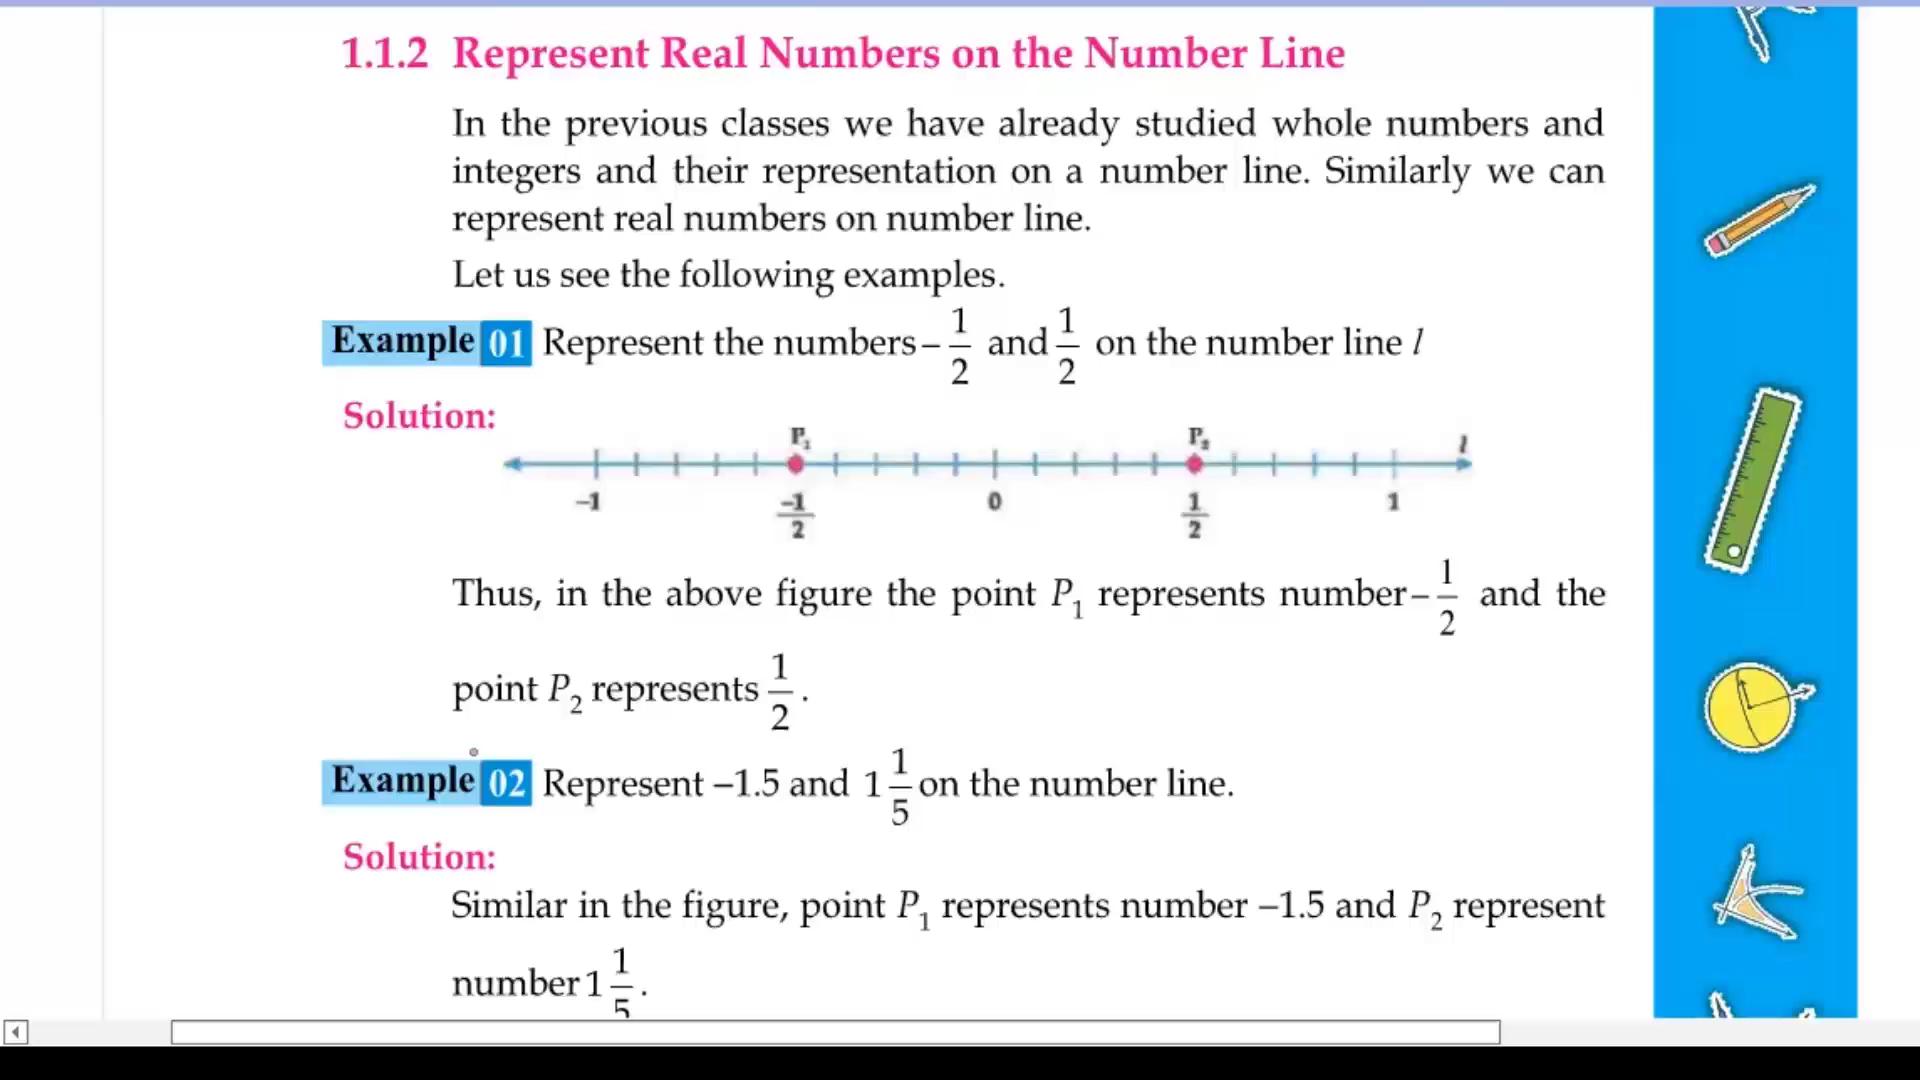 1.1.2 Represent Real Numbers on the Number Line
In the previous classes we have already studied whole numbers and
integers and their representation on a number line. Similarly we can
represent real numbers on number line.
Let us see the following examples.
Example 01 Represent the numbers –1/2 and 1/2 on the number line l
Solution:
P₁ P₂ l
–1 –1/2 0 1/2 1
Thus, in the above figure the point P₁ represents number –1/2 and the
point P₂ represents 1/2.
Example 02 Represent –1.5 and 1 1/5 on the number line.
Solution:
Similar in the figure, point P₁ represents number –1.5 and P₂ represent
number 1 1/5.